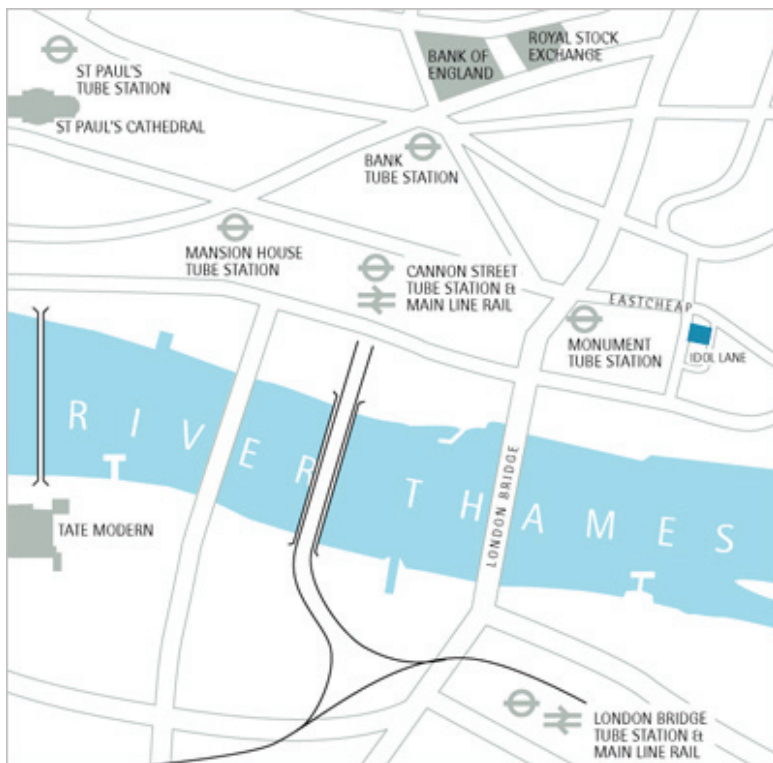 ROYAL STOCK
EXCHANGE
BANK OF
ENGLAND
ST PAUL'S
TUBE STATION
ST PAUL'S CATHEDRAL
BANK
TUBE STATION
MANSION HOUSE
TUBE STATION
CANNON STREET
TUBE STATION &
MAIN LINE RAIL
EASTCHEAP
MONUMENT
TUBE STATION
IDOL LANE
RIVER THAMES
LONDON BRIDGE
TATE MODERN
LONDON BRIDGE
TUBE STATION &
MAIN LINE RAIL